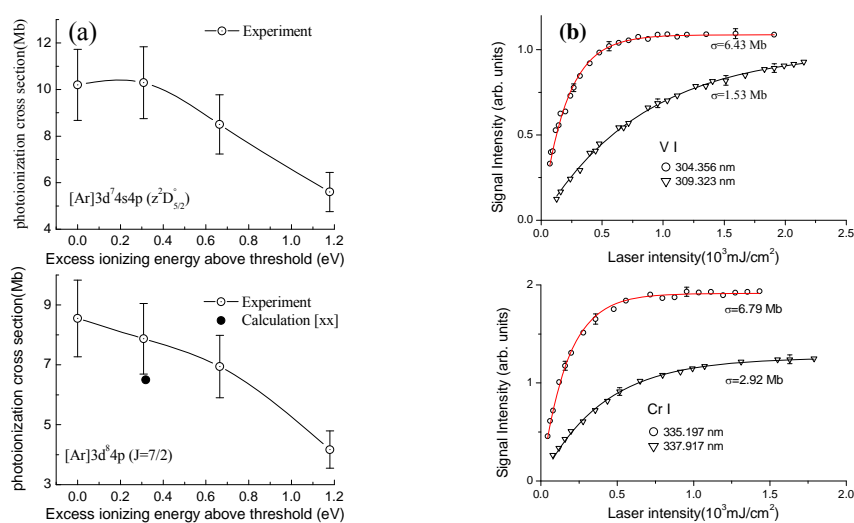 (a)
Experiment
photoionization cross section(Mb)
12
10
8
6
4
[Ar]3d⁷4s4p (z²D°5/2)
0.0 0.2 0.4 0.6 0.8 1.0 1.2
Excess ionizing energy above threshold (eV)
Experiment
Calculation [xx]
photoionization cross section(Mb)
9
7
5
3
[Ar]3d⁸4p (J=7/2)
0.0 0.2 0.4 0.6 0.8 1.0 1.2
Excess ionizing energy above threshold (eV)
(b)
Signal Intensity (arb. units)
1.0
0.5
0.0
σ=6.43 Mb
σ=1.53 Mb
V I
304.356 nm
309.323 nm
0.0 0.5 1.0 1.5 2.0 2.5
Laser intensity(10³mJ/cm²)
Signal Intensity (arb. units)
2
1
0
σ=6.79 Mb
σ=2.92 Mb
Cr I
335.197 nm
337.917 nm
0.0 0.5 1.0 1.5 2.0
Laser intensity(10³mJ/cm²)